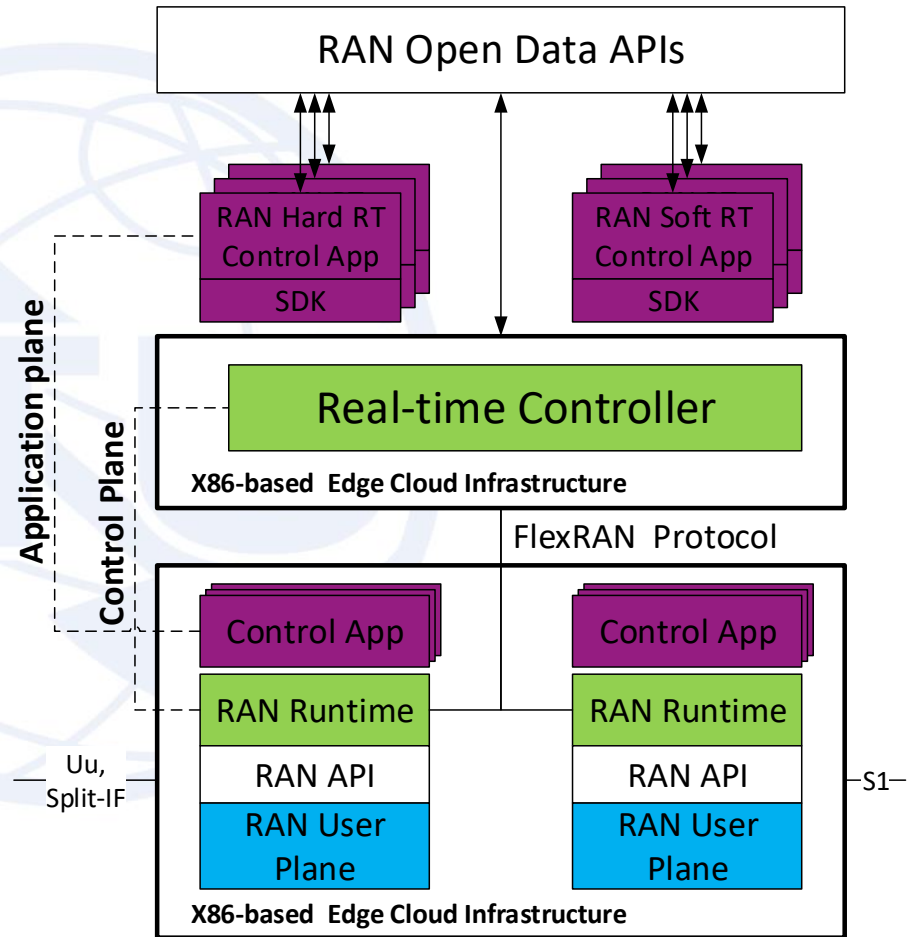 RAN Open Data APIs
RAN Hard RT
Control App
SDK
RAN Soft RT
Control App
SDK
Application plane
Control Plane
Real-time Controller
X86-based Edge Cloud Infrastructure
FlexRAN Protocol
Control App
Control App
RAN Runtime
RAN Runtime
RAN API
RAN API
Uu,
Split-IF
S1
RAN User
Plane
RAN User
Plane
X86-based Edge Cloud Infrastructure